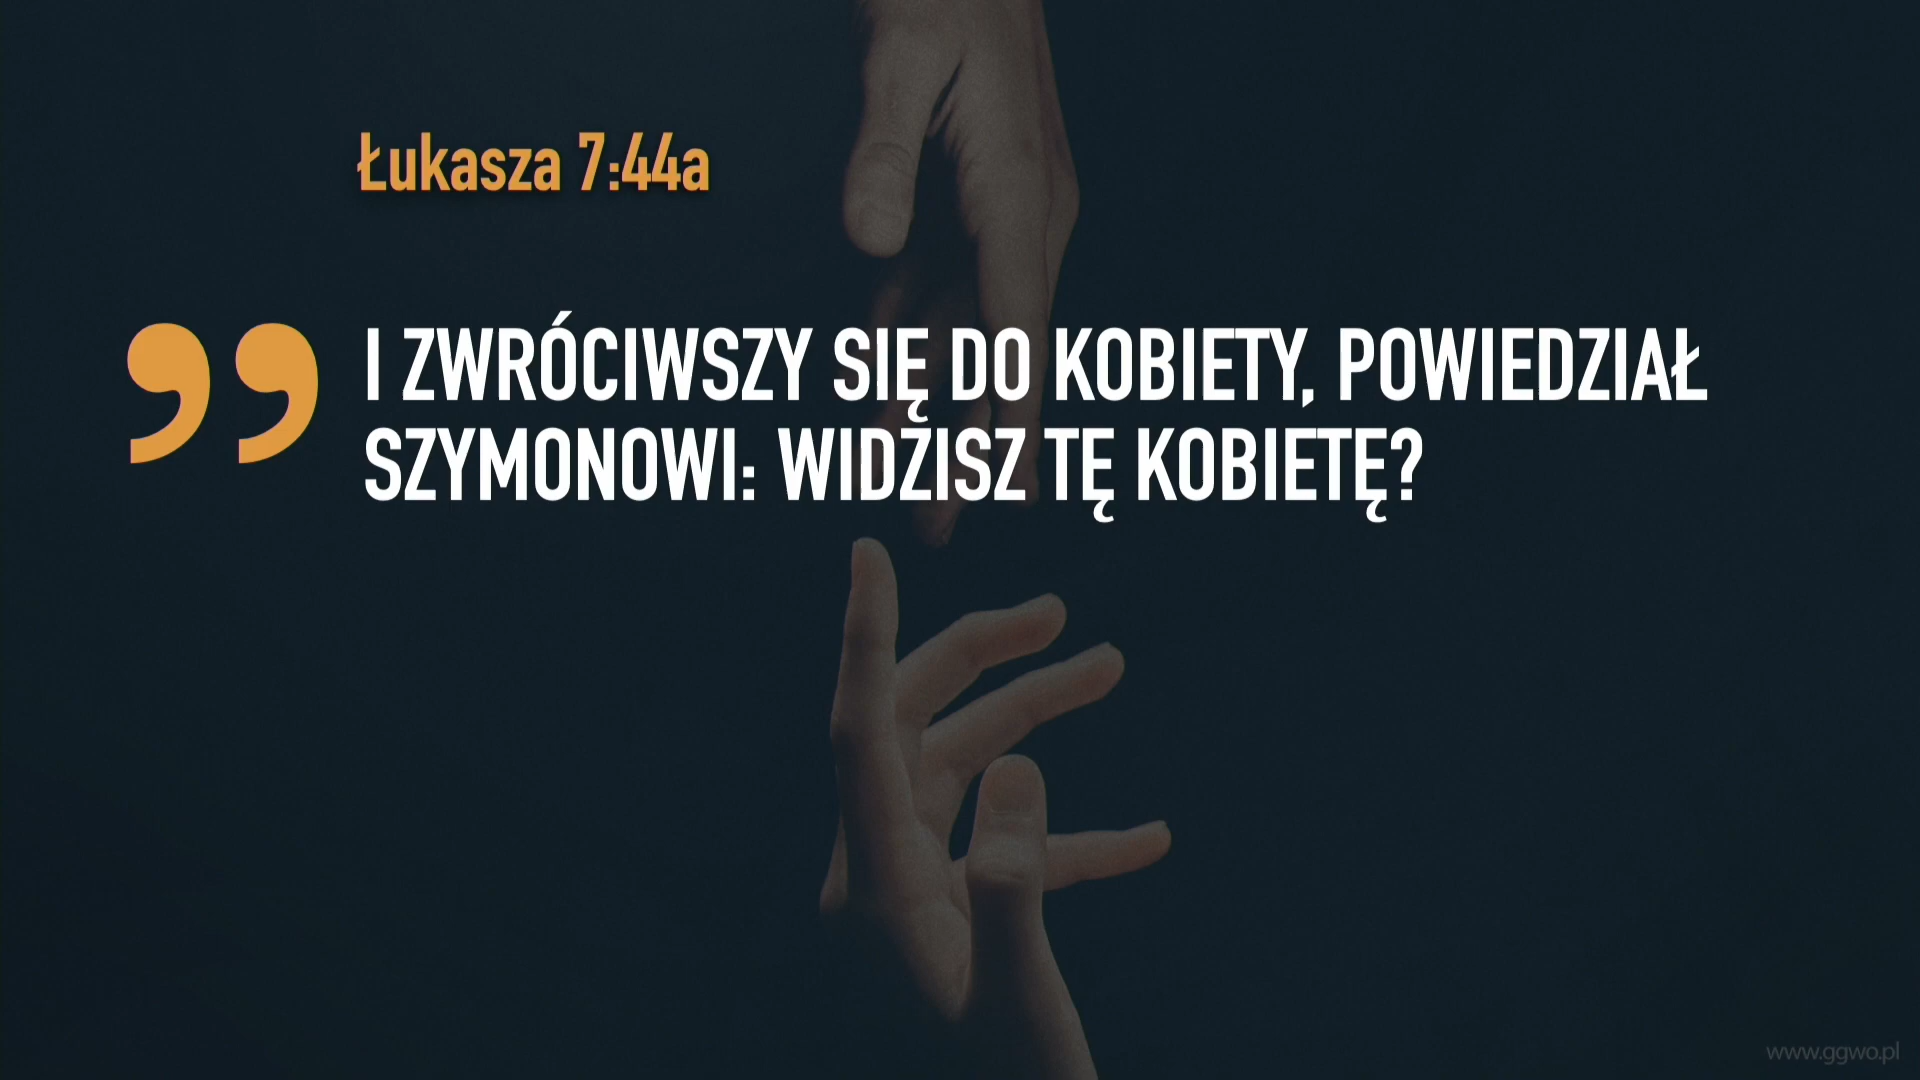 Łukasza 7:44a
” I ZWRÓCIWSZY SIĘ DO KOBIETY, POWIEDZIAŁ
SZYMONOWI: WIDZISZ TĘ KOBIETĘ?
www.ggwo.pl